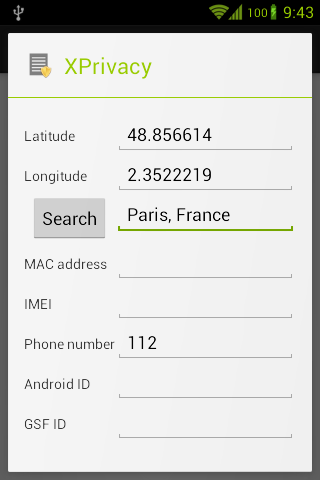 100 9:43
XPrivacy
Latitude 48.856614
Longitude 2.3522219
Search Paris, France
MAC address
IMEI
Phone number 112
Android ID
GSF ID